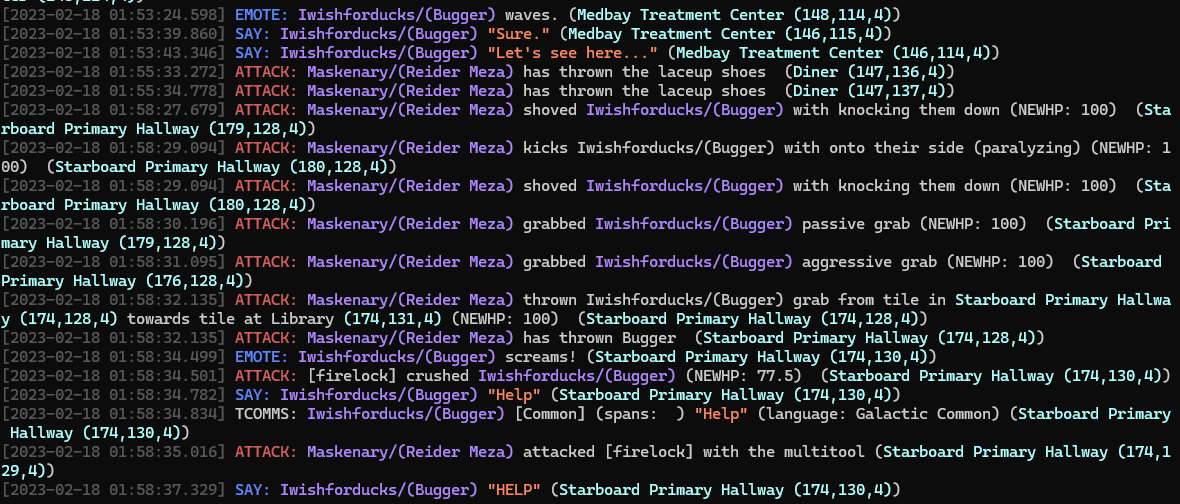 [2023-02-18 01:53:24.598] EMOTE: Iwishforducks/(Bugger) waves. (Medbay Treatment Center (148,114,4))
[2023-02-18 01:53:39.860] SAY: Iwishforducks/(Bugger) "Sure." (Medbay Treatment Center (146,115,4))
[2023-02-18 01:53:43.346] SAY: Iwishforducks/(Bugger) "Let's see here..." (Medbay Treatment Center (146,114,4))
[2023-02-18 01:55:33.272] ATTACK: Maskenary/(Reider Meza) has thrown the laceup shoes  (Diner (147,136,4))
[2023-02-18 01:55:34.778] ATTACK: Maskenary/(Reider Meza) has thrown the laceup shoes  (Diner (147,137,4))
[2023-02-18 01:58:27.679] ATTACK: Maskenary/(Reider Meza) shoved Iwishforducks/(Bugger) with knocking them down (NEWHP: 100)  (Sta
rboard Primary Hallway (179,128,4))
[2023-02-18 01:58:29.094] ATTACK: Maskenary/(Reider Meza) kicks Iwishforducks/(Bugger) with onto their side (paralyzing) (NEWHP: 1
00)  (Starboard Primary Hallway (180,128,4))
[2023-02-18 01:58:29.094] ATTACK: Maskenary/(Reider Meza) shoved Iwishforducks/(Bugger) with knocking them down (NEWHP: 100)  (Sta
rboard Primary Hallway (180,128,4))
[2023-02-18 01:58:30.196] ATTACK: Maskenary/(Reider Meza) grabbed Iwishforducks/(Bugger) passive grab (NEWHP: 100)  (Starboard Pri
mary Hallway (179,128,4))
[2023-02-18 01:58:31.095] ATTACK: Maskenary/(Reider Meza) grabbed Iwishforducks/(Bugger) aggressive grab (NEWHP: 100)  (Starboard
Primary Hallway (176,128,4))
[2023-02-18 01:58:32.135] ATTACK: Maskenary/(Reider Meza) thrown Iwishforducks/(Bugger) grab from tile in Starboard Primary Hallwa
y (174,128,4) towards tile at Library (174,131,4) (NEWHP: 100)  (Starboard Primary Hallway (174,128,4))
[2023-02-18 01:58:32.135] ATTACK: Maskenary/(Reider Meza) has thrown Bugger  (Starboard Primary Hallway (174,128,4))
[2023-02-18 01:58:34.499] EMOTE: Iwishforducks/(Bugger) screams! (Starboard Primary Hallway (174,130,4))
[2023-02-18 01:58:34.501] ATTACK: [firelock] crushed Iwishforducks/(Bugger) (NEWHP: 77.5)  (Starboard Primary Hallway (174,130,4))
[2023-02-18 01:58:34.782] SAY: Iwishforducks/(Bugger) "Help" (Starboard Primary Hallway (174,130,4))
[2023-02-18 01:58:34.834] TCOMMS: Iwishforducks/(Bugger) [Common] (spans:  ) "Help" (language: Galactic Common) (Starboard Primary
 Hallway (174,130,4))
[2023-02-18 01:58:35.016] ATTACK: Maskenary/(Reider Meza) attacked [firelock] with the multitool (Starboard Primary Hallway (174,1
29,4))
[2023-02-18 01:58:37.329] SAY: Iwishforducks/(Bugger) "HELP" (Starboard Primary Hallway (174,130,4))